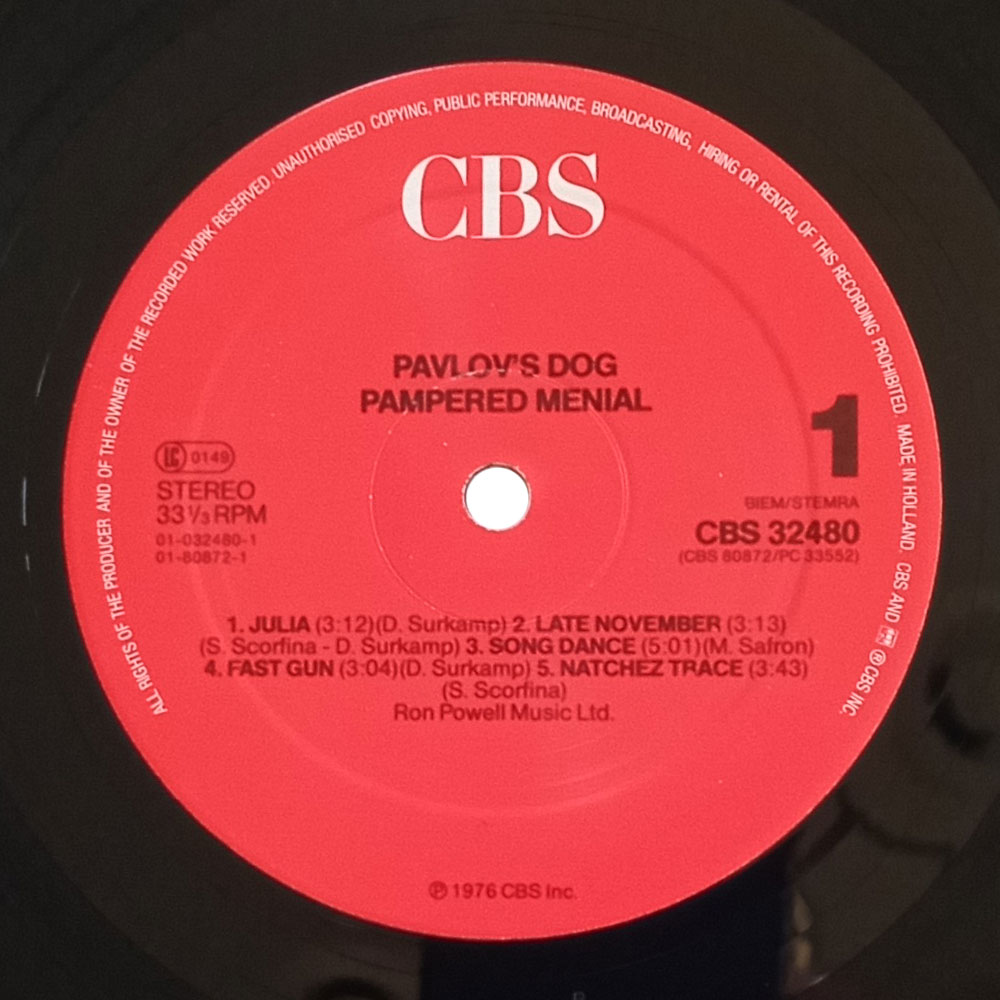 ALL RIGHTS OF THE PRODUCER AND OF THE OWNER OF THE RECORDED WORK RESERVED. UNAUTHORISED COPYING, PUBLIC PERFORMANCE, BROADCASTING, HIRING OR RENTAL OF THIS RECORDING PROHIBITED. MADE IN HOLLAND. CBS AND ℗ CBS INC.
CBS
PAVLOV'S DOG
PAMPERED MENIAL
1
LC 0149
STEREO
33 1/3 RPM
01-032480-1
01-80872-1
BIEM/STEMRA
CBS 32480
(CBS 80872/PC 33552)
1. JULIA (3:12)(D. Surkamp) 2. LATE NOVEMBER (3:13)
(S. Scorfina - D. Surkamp) 3. SONG DANCE (5:01)(M. Safron)
4. FAST GUN (3:04)(D. Surkamp) 5. NATCHEZ TRACE (3:43)
(S. Scorfina)
Ron Powell Music Ltd.
℗ 1976 CBS Inc.